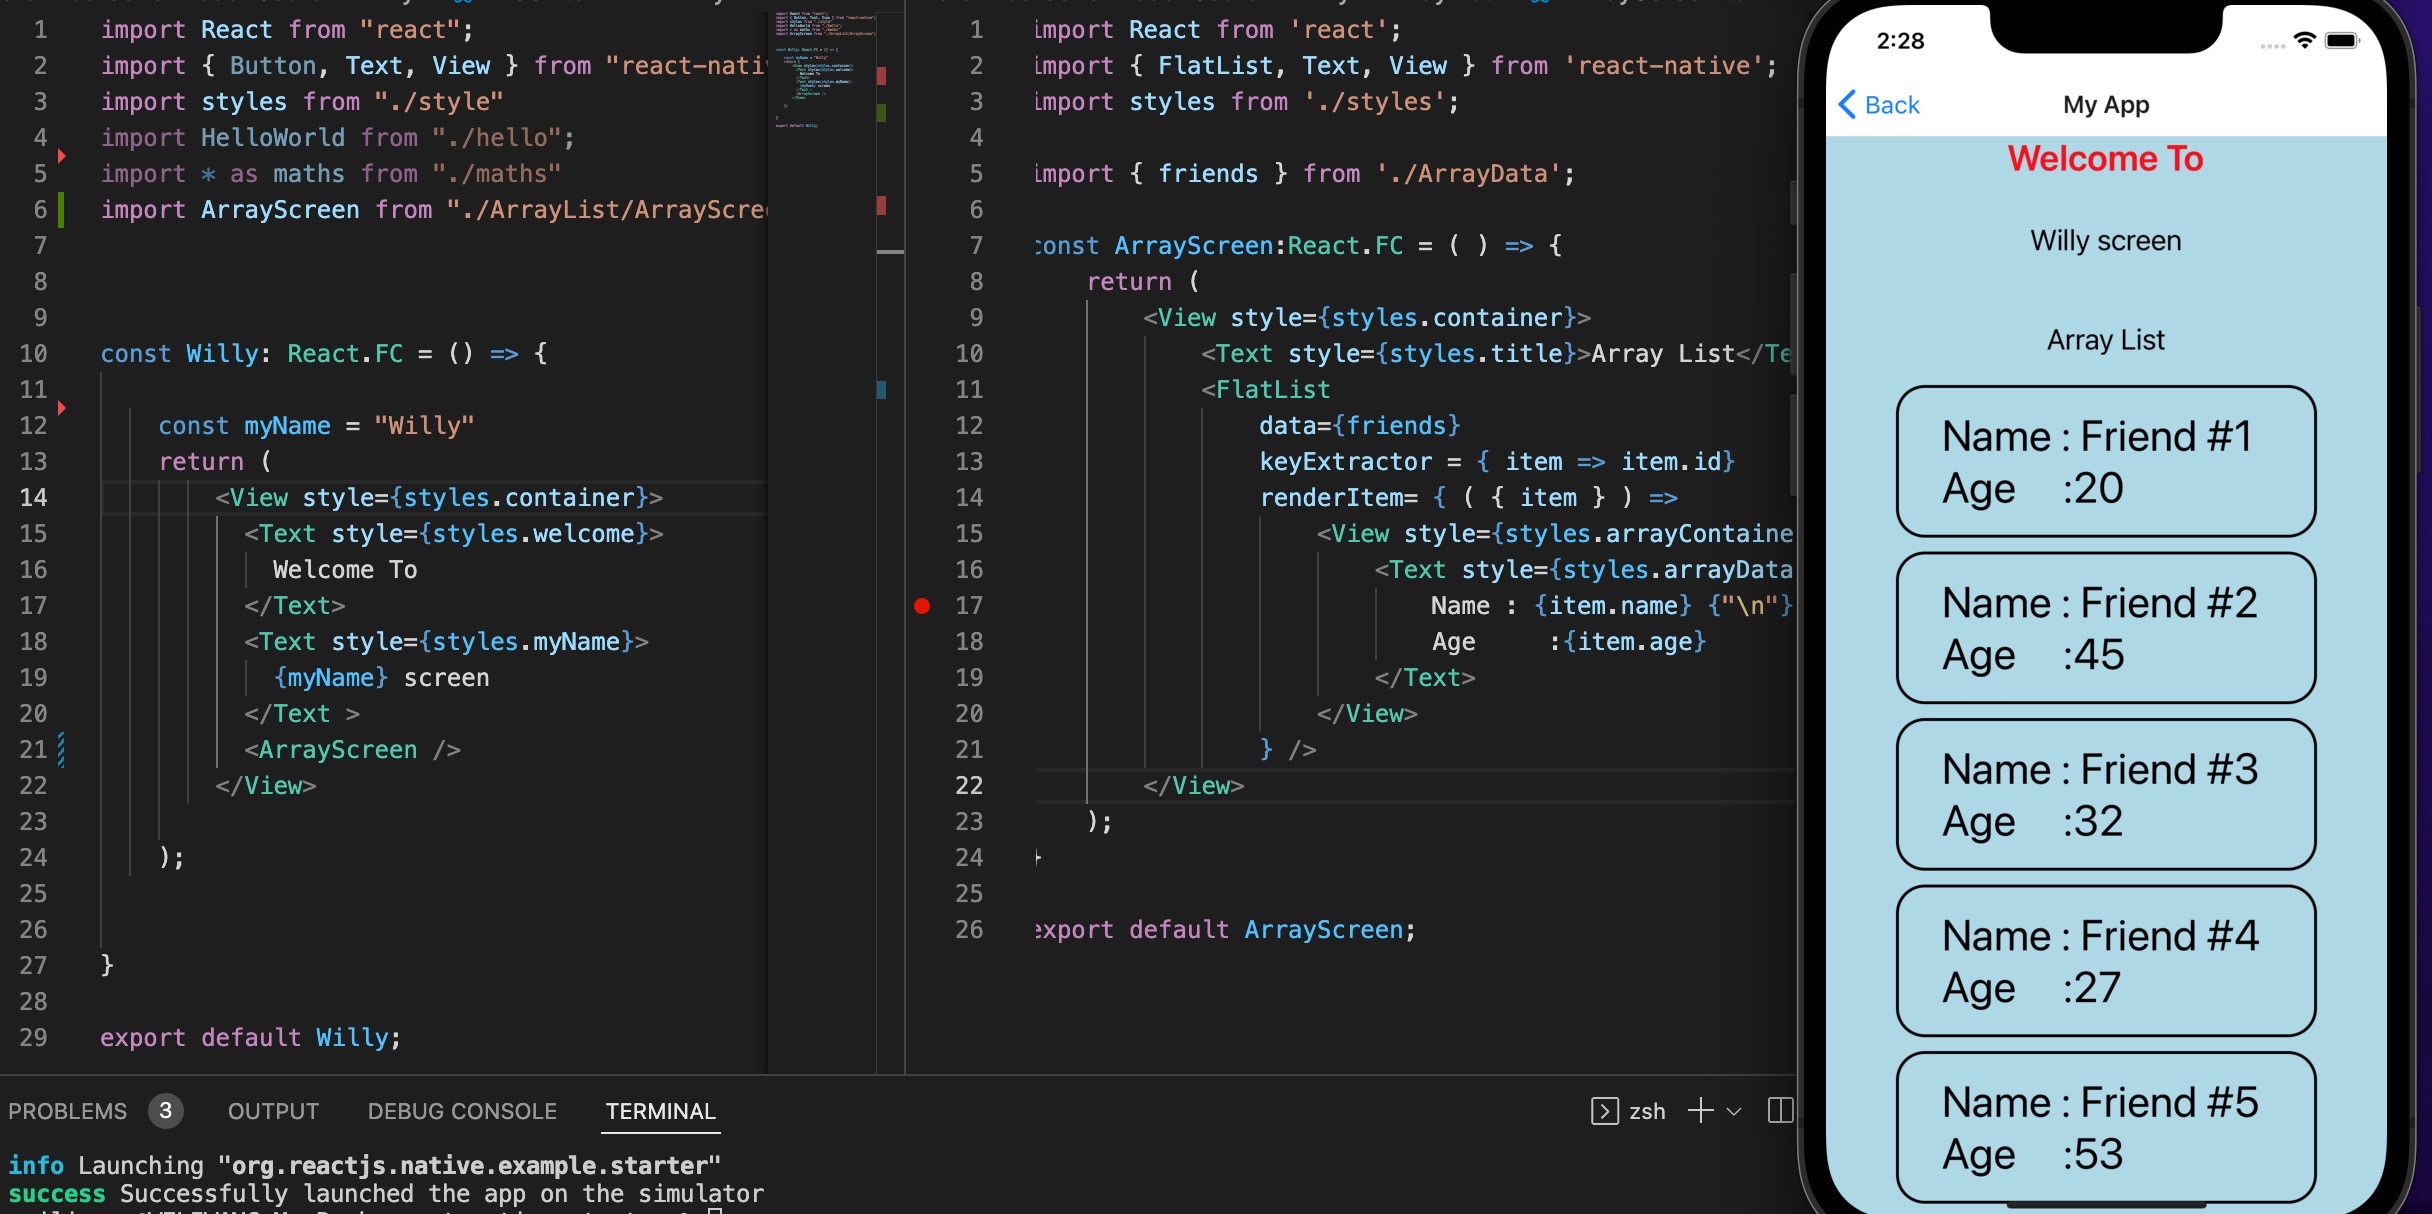 1 import React from "react";
2 import { Button, Text, View } from "react-nati
3 import styles from "./style"
4 import HelloWorld from "./hello";
5 import * as maths from "./maths"
6 import ArrayScreen from "./ArrayList/ArrayScree
7
8
9
10 const Willy: React.FC = () => {
11
12 const myName = "Willy"
13 return (
14 <View style={styles.container}>
15 <Text style={styles.welcome}>
16 Welcome To
17 </Text>
18 <Text style={styles.myName}>
19 {myName} screen
20 </Text >
21 <ArrayScreen />
22 </View>
23
24 );
25
26
27 }
28
29 export default Willy;
1 import React from 'react';
2 import { FlatList, Text, View } from 'react-native';
3 import styles from './styles';
4
5 import { friends } from './ArrayData';
6
7 const ArrayScreen:React.FC = ( ) => {
8 return (
9 <View style={styles.container}>
10 <Text style={styles.title}>Array List</Te
11 <FlatList
12 data={friends}
13 keyExtractor = { item => item.id}
14 renderItem= { ( { item } ) =>
15 <View style={styles.arrayContaine
16 <Text style={styles.arrayData
17 Name : {item.name} {"\n"}
18 Age :{item.age}
19 </Text>
20 </View>
21 } />
22 </View>
23 );
24 }
25
26 export default ArrayScreen;
PROBLEMS 3 OUTPUT DEBUG CONSOLE TERMINAL
zsh
info Launching "org.reactjs.native.example.starter"
success Successfully launched the app on the simulator
2:28
Back
My App
Welcome To
Willy screen
Array List
Name : Friend #1
Age :20
Name : Friend #2
Age :45
Name : Friend #3
Age :32
Name : Friend #4
Age :27
Name : Friend #5
Age :53